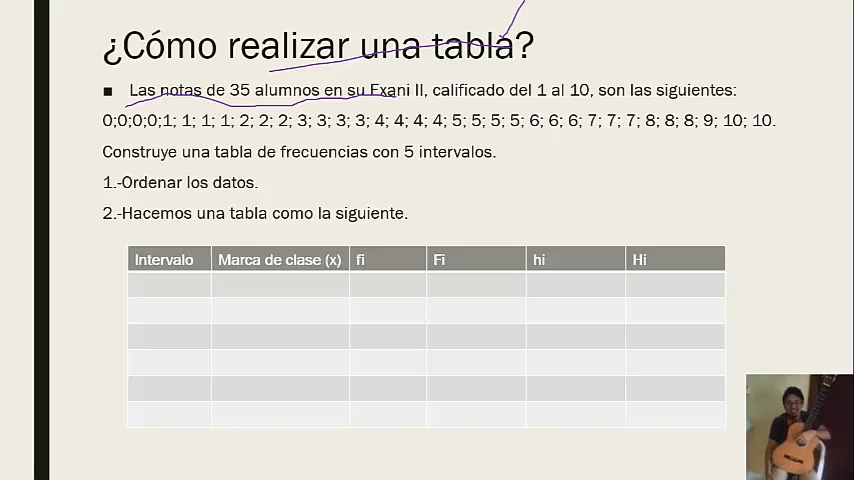 ¿Cómo realizar una tabla?
■ Las notas de 35 alumnos en su Exani II, calificado del 1 al 10, son las siguientes:
0;0;0;0;1; 1; 1; 1; 2; 2; 2; 3; 3; 3; 3; 4; 4; 4; 4; 5; 5; 5; 5; 6; 6; 6; 7; 7; 7; 8; 8; 8; 9; 10; 10.
Construye una tabla de frecuencias con 5 intervalos.
1.-Ordenar los datos.
2.-Hacemos una tabla como la siguiente.
Intervalo Marca de clase (x) fi Fi hi Hi